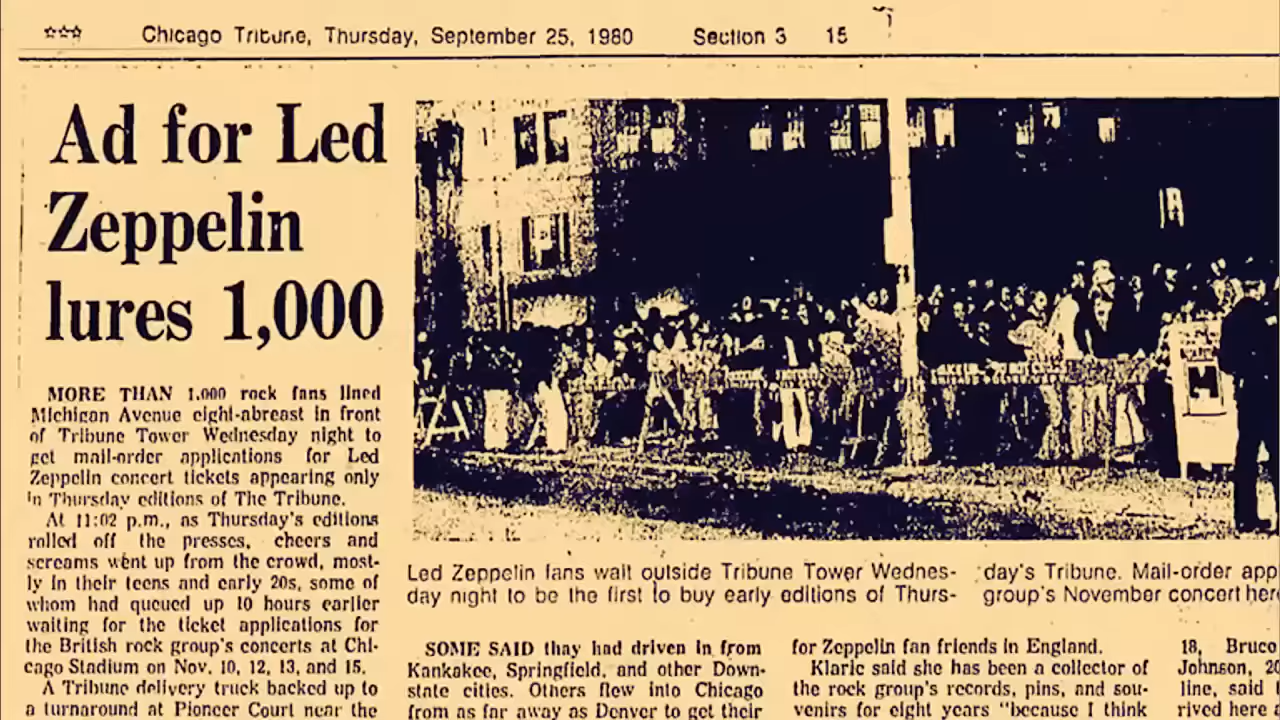 ☆☆☆ Chicago Tribune, Thursday, September 25, 1980 Section 3 15
Ad for Led
Zeppelin
lures 1,000
MORE THAN 1,000 rock fans lined
Michigan Avenue eight-abreast in front
of Tribune Tower Wednesday night to
get mail-order applications for Led
Zeppelin concert tickets appearing only
in Thursday editions of The Tribune.
At 11:02 p.m., as Thursday's editions
rolled off the presses, cheers and
screams went up from the crowd, most-
ly in their teens and early 20s, some of
whom had queued up 10 hours earlier
waiting for the ticket applications for
the British rock group's concerts at Chi-
cago Stadium on Nov. 10, 12, 13, and 15.
A Tribune delivery truck backed up to
a turnaround at Pioneer Court near the
Led Zeppelin fans wait outside Tribune Tower Wednes-
day night to be the first to buy early editions of Thurs-
day's Tribune. Mail-order app
group's November concert her
SOME SAID thay had driven in from
Kankakee, Springfield, and other Down-
state cities. Others flew into Chicago
from as far away as Denver to get their
for Zeppelin fan friends in England.
Klaric said she has been a collector of
the rock group's records, pins, and sou-
venirs for eight years "because I think
18, Bruce
Johnson, 20
line, said
rived here